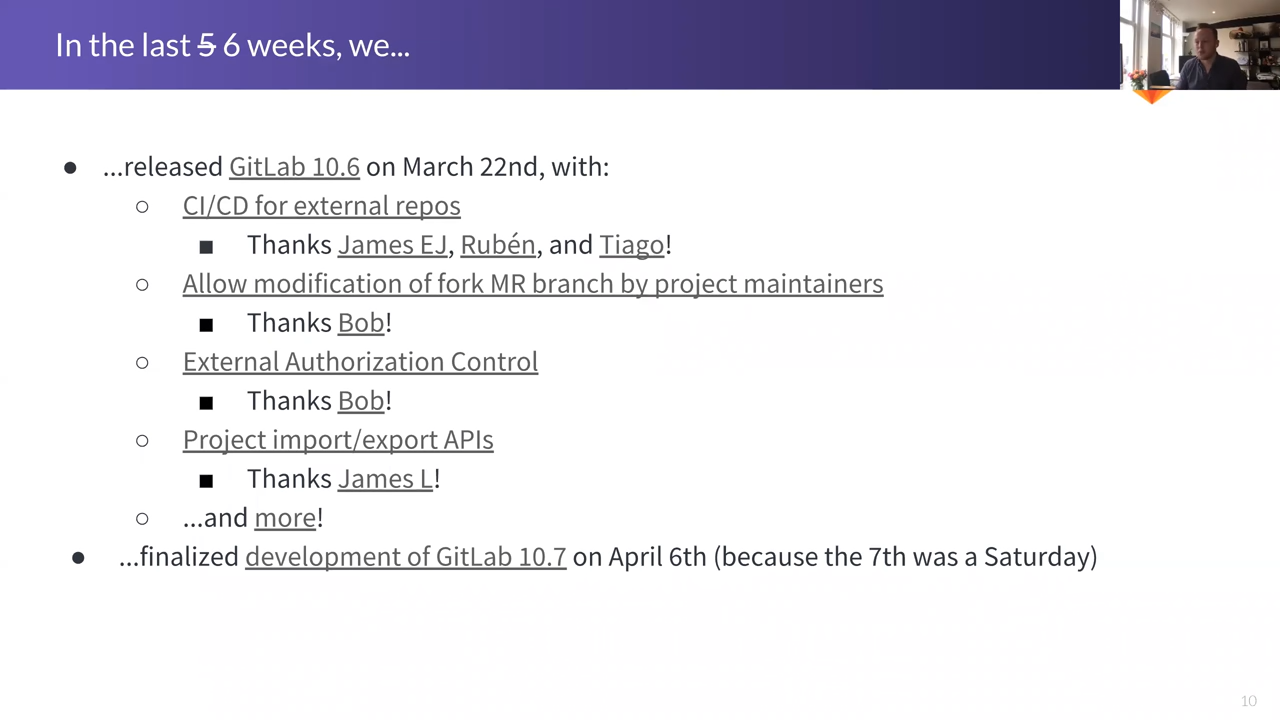 In the last 5 6 weeks, we...
● ...released GitLab 10.6 on March 22nd, with:
○ CI/CD for external repos
■ Thanks James EJ, Rubén, and Tiago!
○ Allow modification of fork MR branch by project maintainers
■ Thanks Bob!
○ External Authorization Control
■ Thanks Bob!
○ Project import/export APIs
■ Thanks James L!
○ ...and more!
● ...finalized development of GitLab 10.7 on April 6th (because the 7th was a Saturday)
10